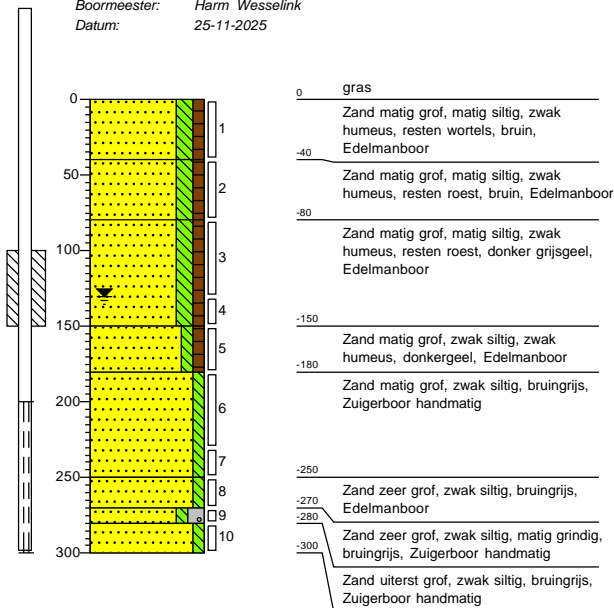 Boormeester: Harm Wesselink
Datum: 25-11-2025
0
50
100
150
200
250
300
1
2
3
4
5
6
7
8
9
10
0 gras
Zand matig grof, matig siltig, zwak
humeus, resten wortels, bruin,
Edelmanboor
-40
Zand matig grof, matig siltig, zwak
humeus, resten roest, bruin, Edelmanboor
-80
Zand matig grof, matig siltig, zwak
humeus, resten roest, donker grijsgeel,
Edelmanboor
-150
Zand matig grof, zwak siltig, zwak
humeus, donkergeel, Edelmanboor
-180
Zand matig grof, zwak siltig, bruingrijs,
Zuigerboor handmatig
-250
Zand zeer grof, zwak siltig, bruingrijs,
Edelmanboor
-270
Zand zeer grof, zwak siltig, matig grindig,
bruingrijs, Zuigerboor handmatig
-280
Zand uiterst grof, zwak siltig, bruingrijs,
Zuigerboor handmatig
-300